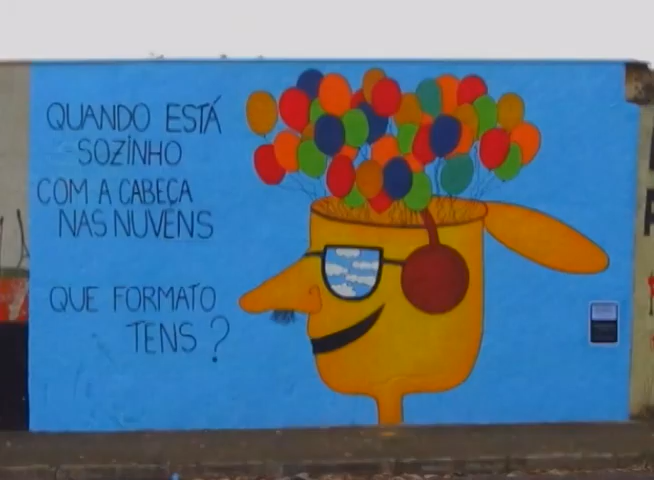 QUANDO ESTÁ
SOZINHO
COM A CABEÇA
NAS NUVENS
QUE FORMATO
TENS ?